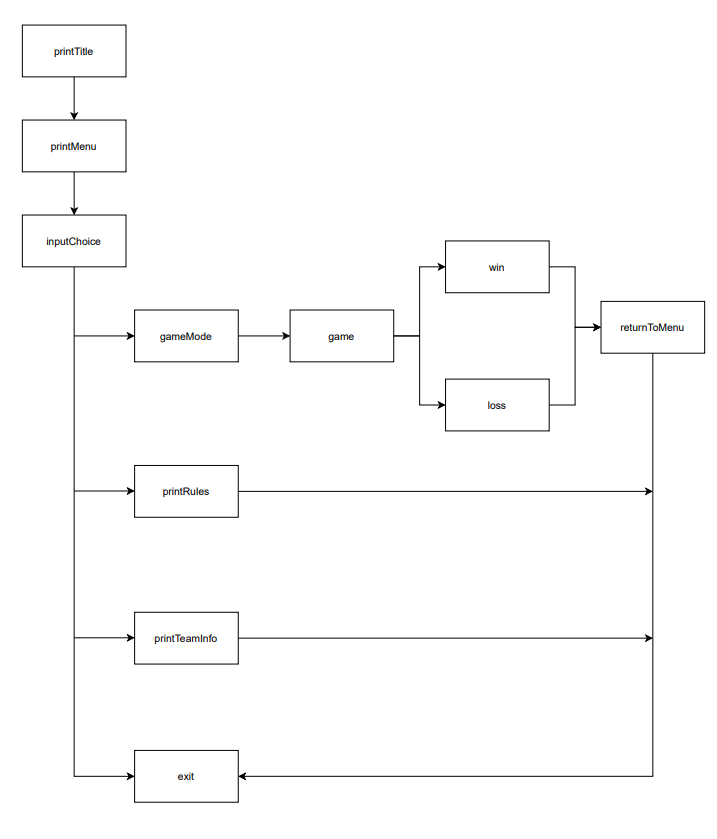 printTitle
printMenu
inputChoice
win
gameMode
game
returnToMenu
loss
printRules
printTeamInfo
exit